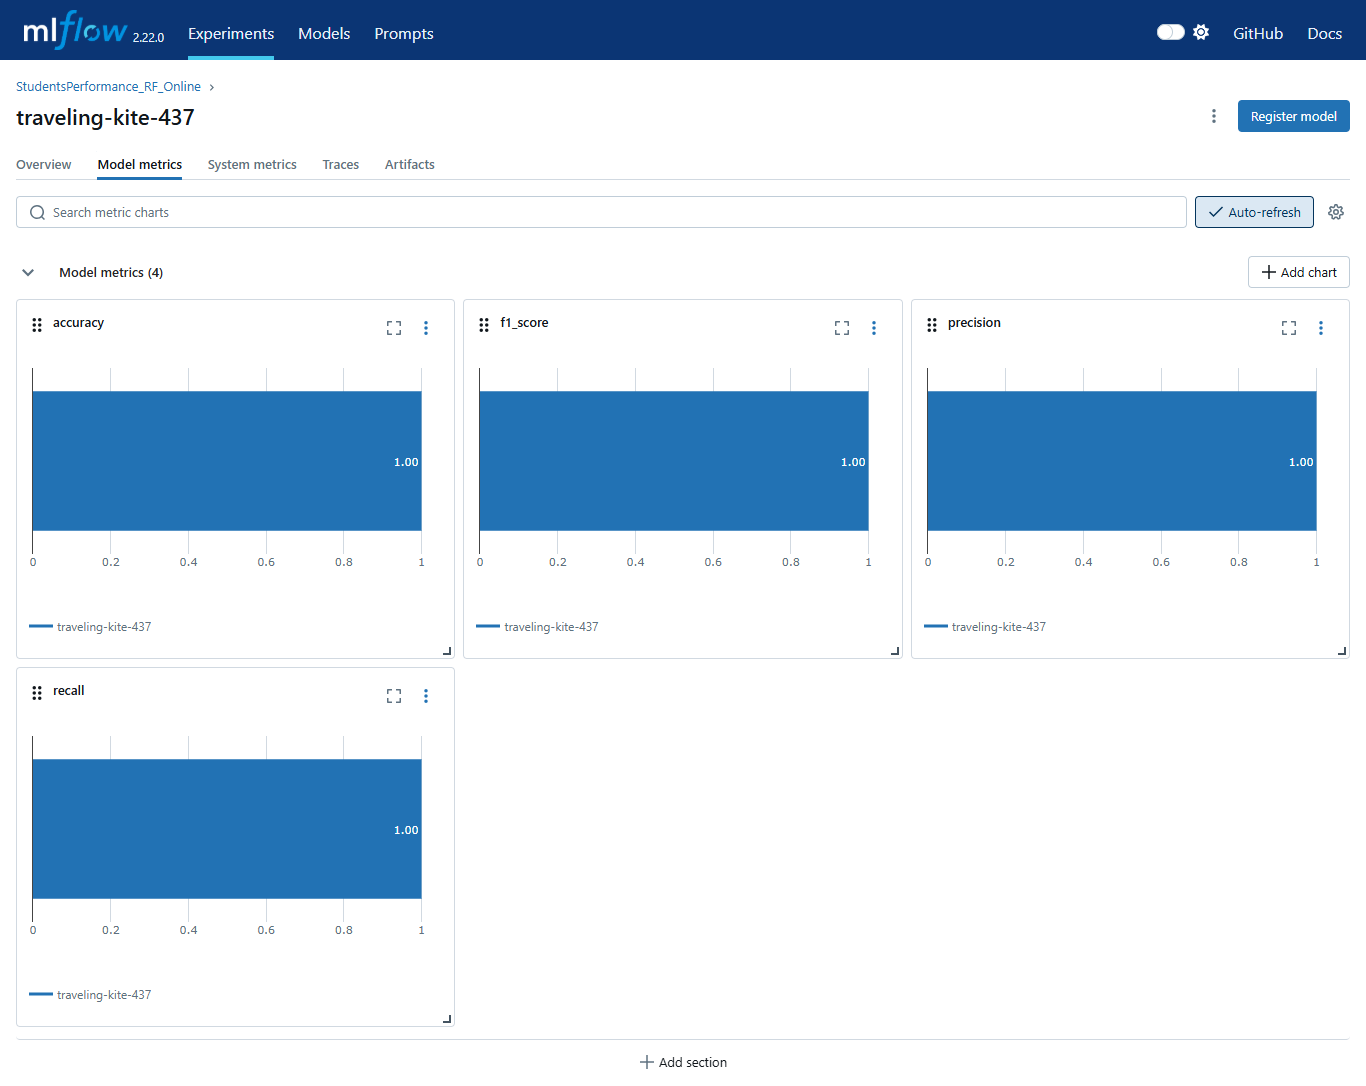 mlflow 2.22.0 Experiments Models Prompts GitHub Docs
StudentsPerformance_RF_Online
traveling-kite-437
Register model
Overview Model metrics System metrics Traces Artifacts
Search metric charts
Auto-refresh
Model metrics (4)
Add chart
accuracy
1.00
0 0.2 0.4 0.6 0.8 1
traveling-kite-437
f1_score
1.00
0 0.2 0.4 0.6 0.8 1
traveling-kite-437
precision
1.00
0 0.2 0.4 0.6 0.8 1
traveling-kite-437
recall
1.00
0 0.2 0.4 0.6 0.8 1
traveling-kite-437
Add section